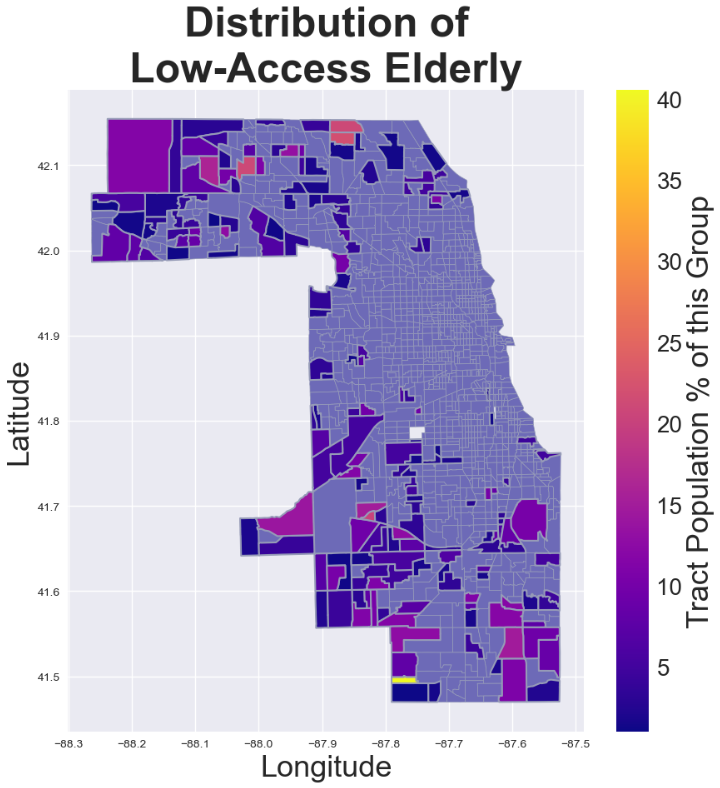 Distribution of
Low-Access Elderly
42.1
42.0
41.9
41.8
41.7
41.6
41.5
Latitude
−88.3 −88.2 −88.1 −88.0 −87.9 −87.8 −87.7 −87.6 −87.5
Longitude
40
35
30
25
20
15
10
5
Tract Population % of this Group